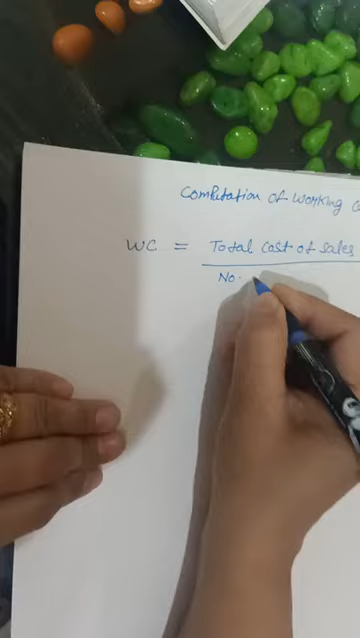 Computation of Working C
WC = Total Cost of Sales
No.